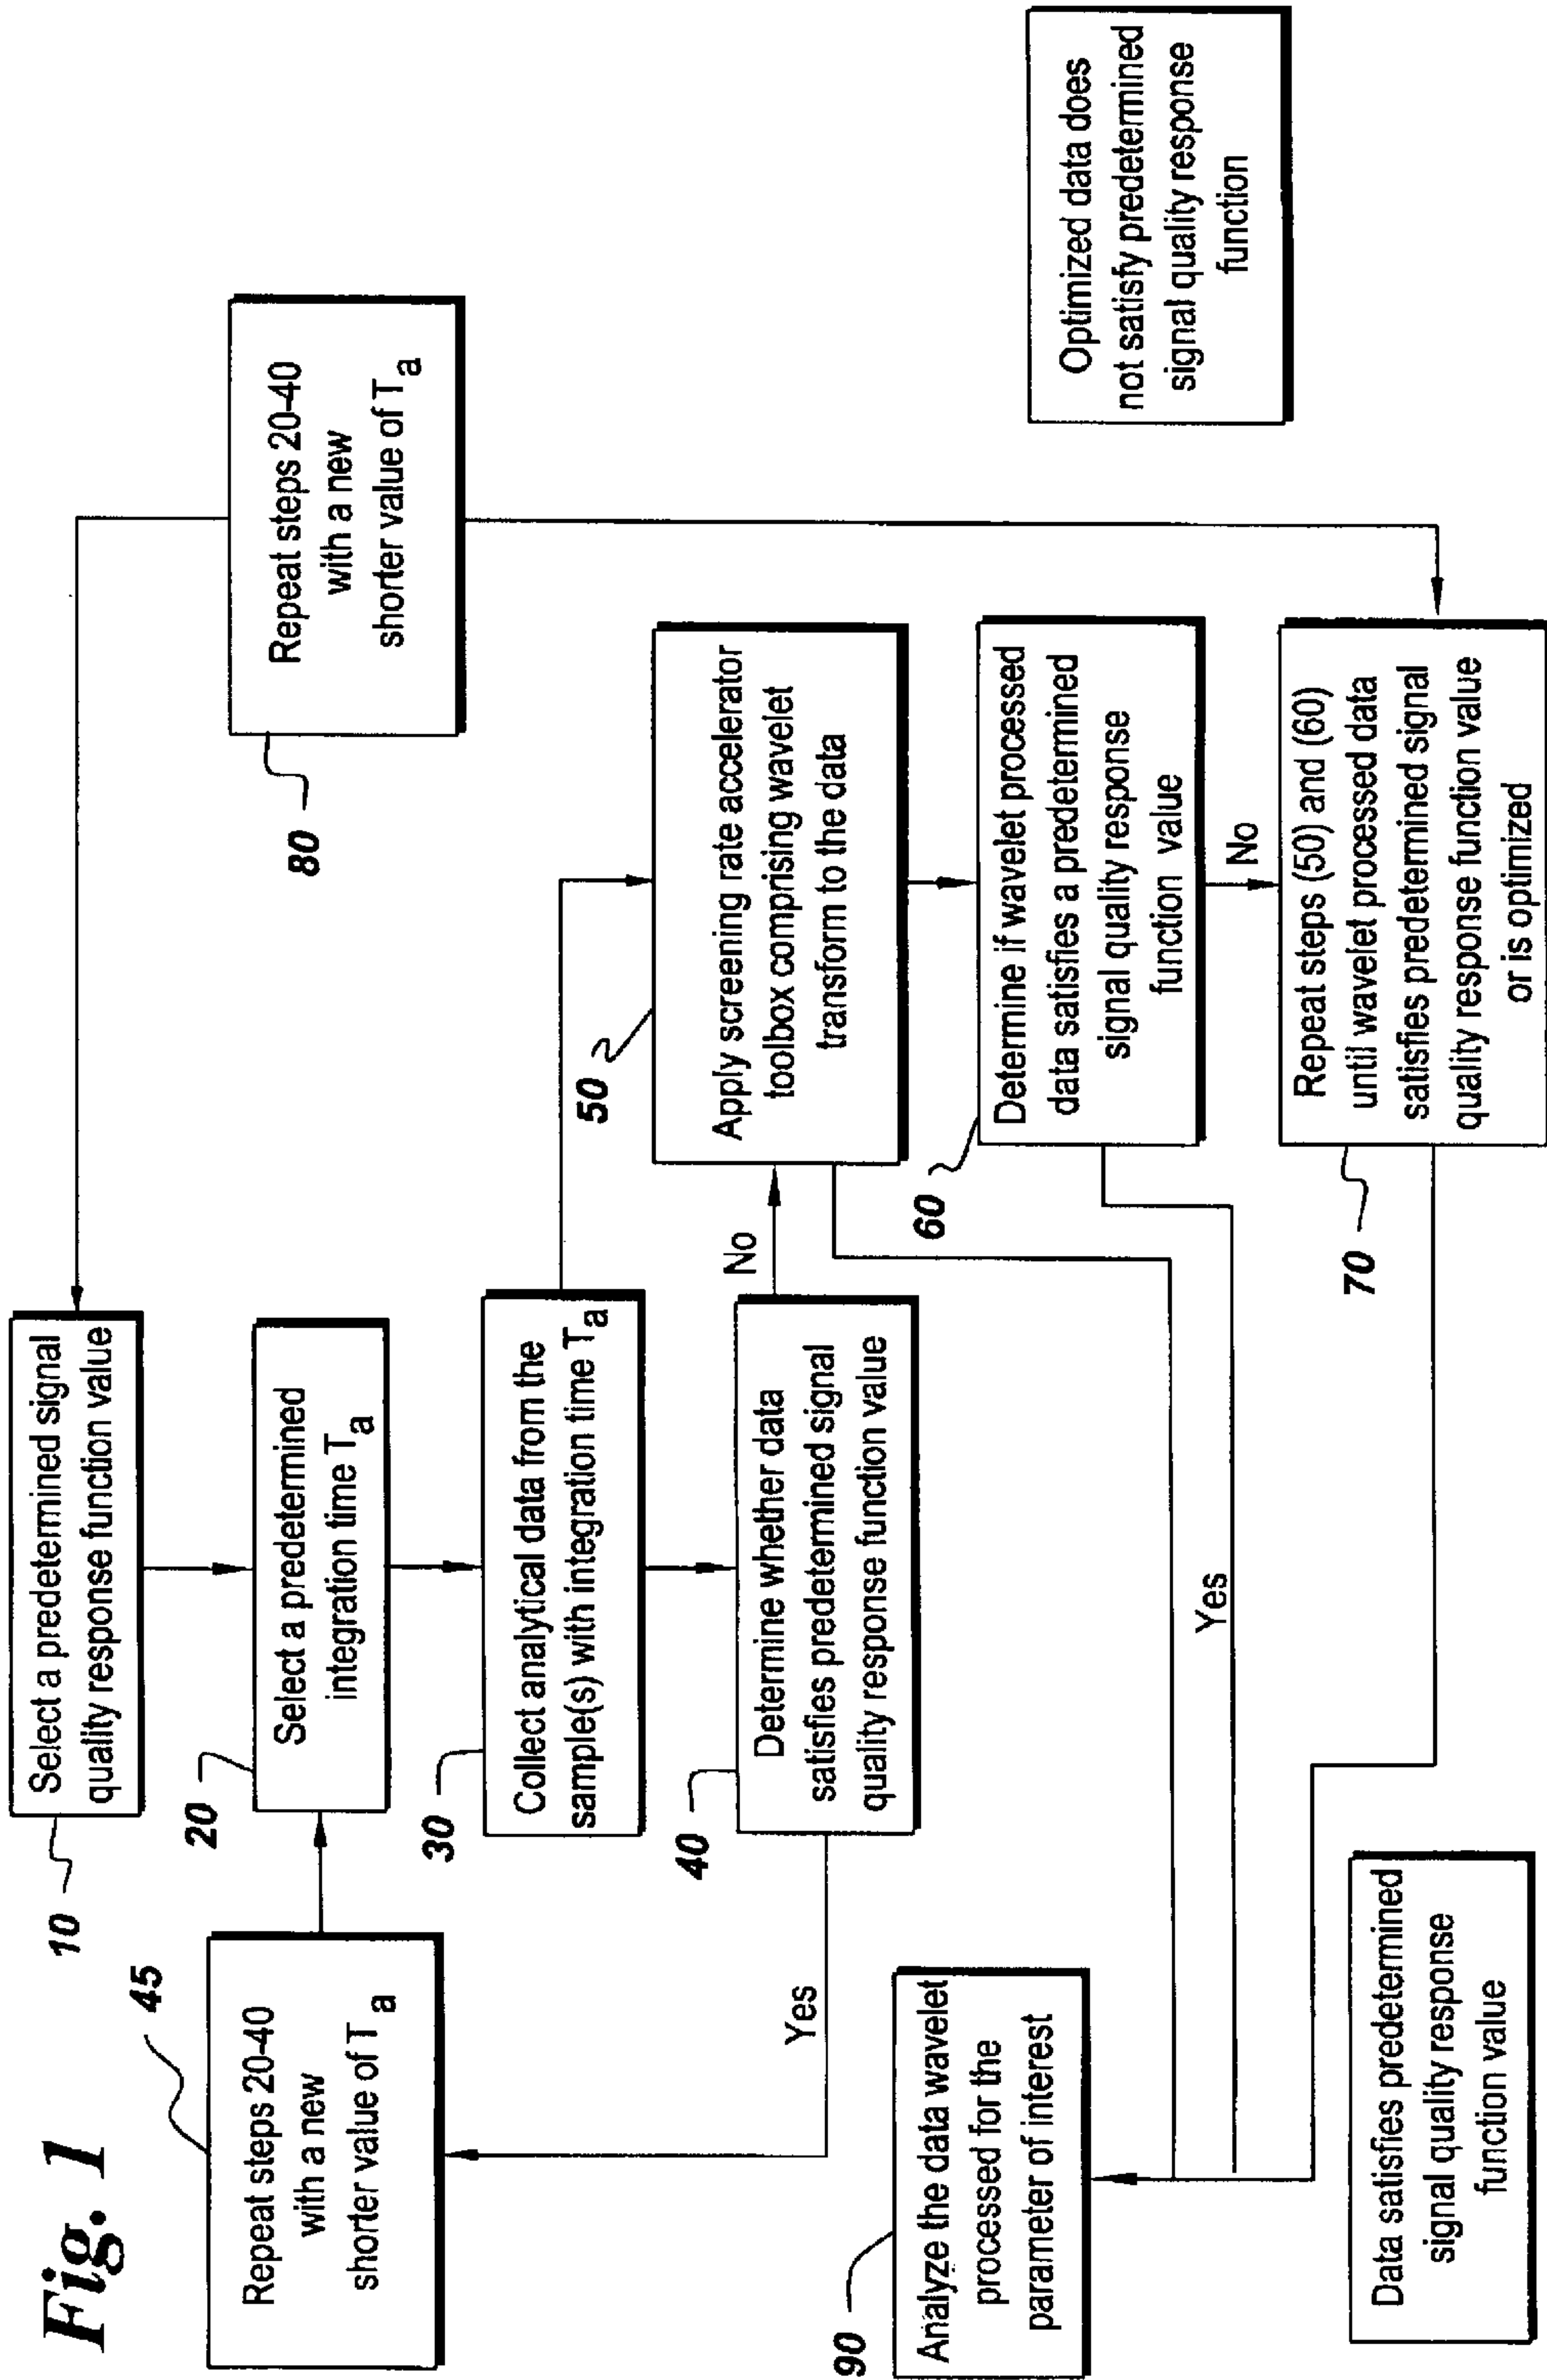 Fig. 1
10
Select a predetermined signal
quality response function value
45
Repeat steps 20-40
with a new
shorter value of T a
20
Select a predetermined
integration time T a
80
Repeat steps 20-40
with a new
shorter value of T a
30
Collect analytical data from the
sample(s) with integration time T a
40
Determine whether data
satisfies predetermined signal
quality response function value
Yes
No
50
Apply screening rate accelerator
toolbox comprising wavelet
transform to the data
90
Analyze the data wavelet
processed for the
parameter of interest
60
Determine if wavelet processed
data satisfies a predetermined
signal quality response
function value
Yes
No
70
Repeat steps (50) and (60)
until wavelet processed data
satisfies predetermined signal
quality response function value
or is optimized
Data satisfies predetermined
signal quality response
function value
Optimized data does
not satisfy predetermined
signal quality response
function